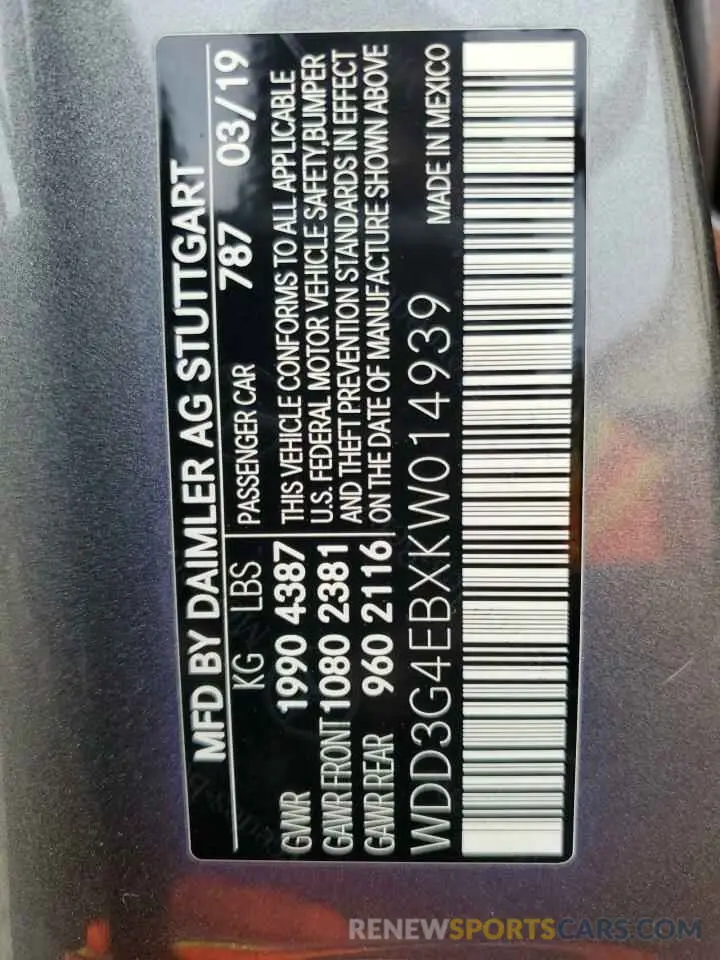 MFD BY DAIMLER AG STUTTGART
KG LBS PASSENGER CAR 787 03/19
GVWR 1990 4387
GAWR FRONT 1080 2381
GAWR REAR 960 2116
THIS VEHICLE CONFORMS TO ALL APPLICABLE
U.S. FEDERAL MOTOR VEHICLE SAFETY,BUMPER
AND THEFT PREVENTION STANDARDS IN EFFECT
ON THE DATE OF MANUFACTURE SHOWN ABOVE
WDD3G4EBXKW014939 MADE IN MEXICO
RENEWSPORTSCARS.COM